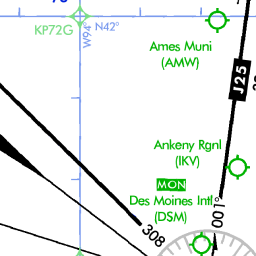 KP72G
W94°
N42°
Ames Muni
(AMW)
J25
Ankeny Rgnl
(IKV)
MON
Des Moines Intl
(DSM)
001°
308